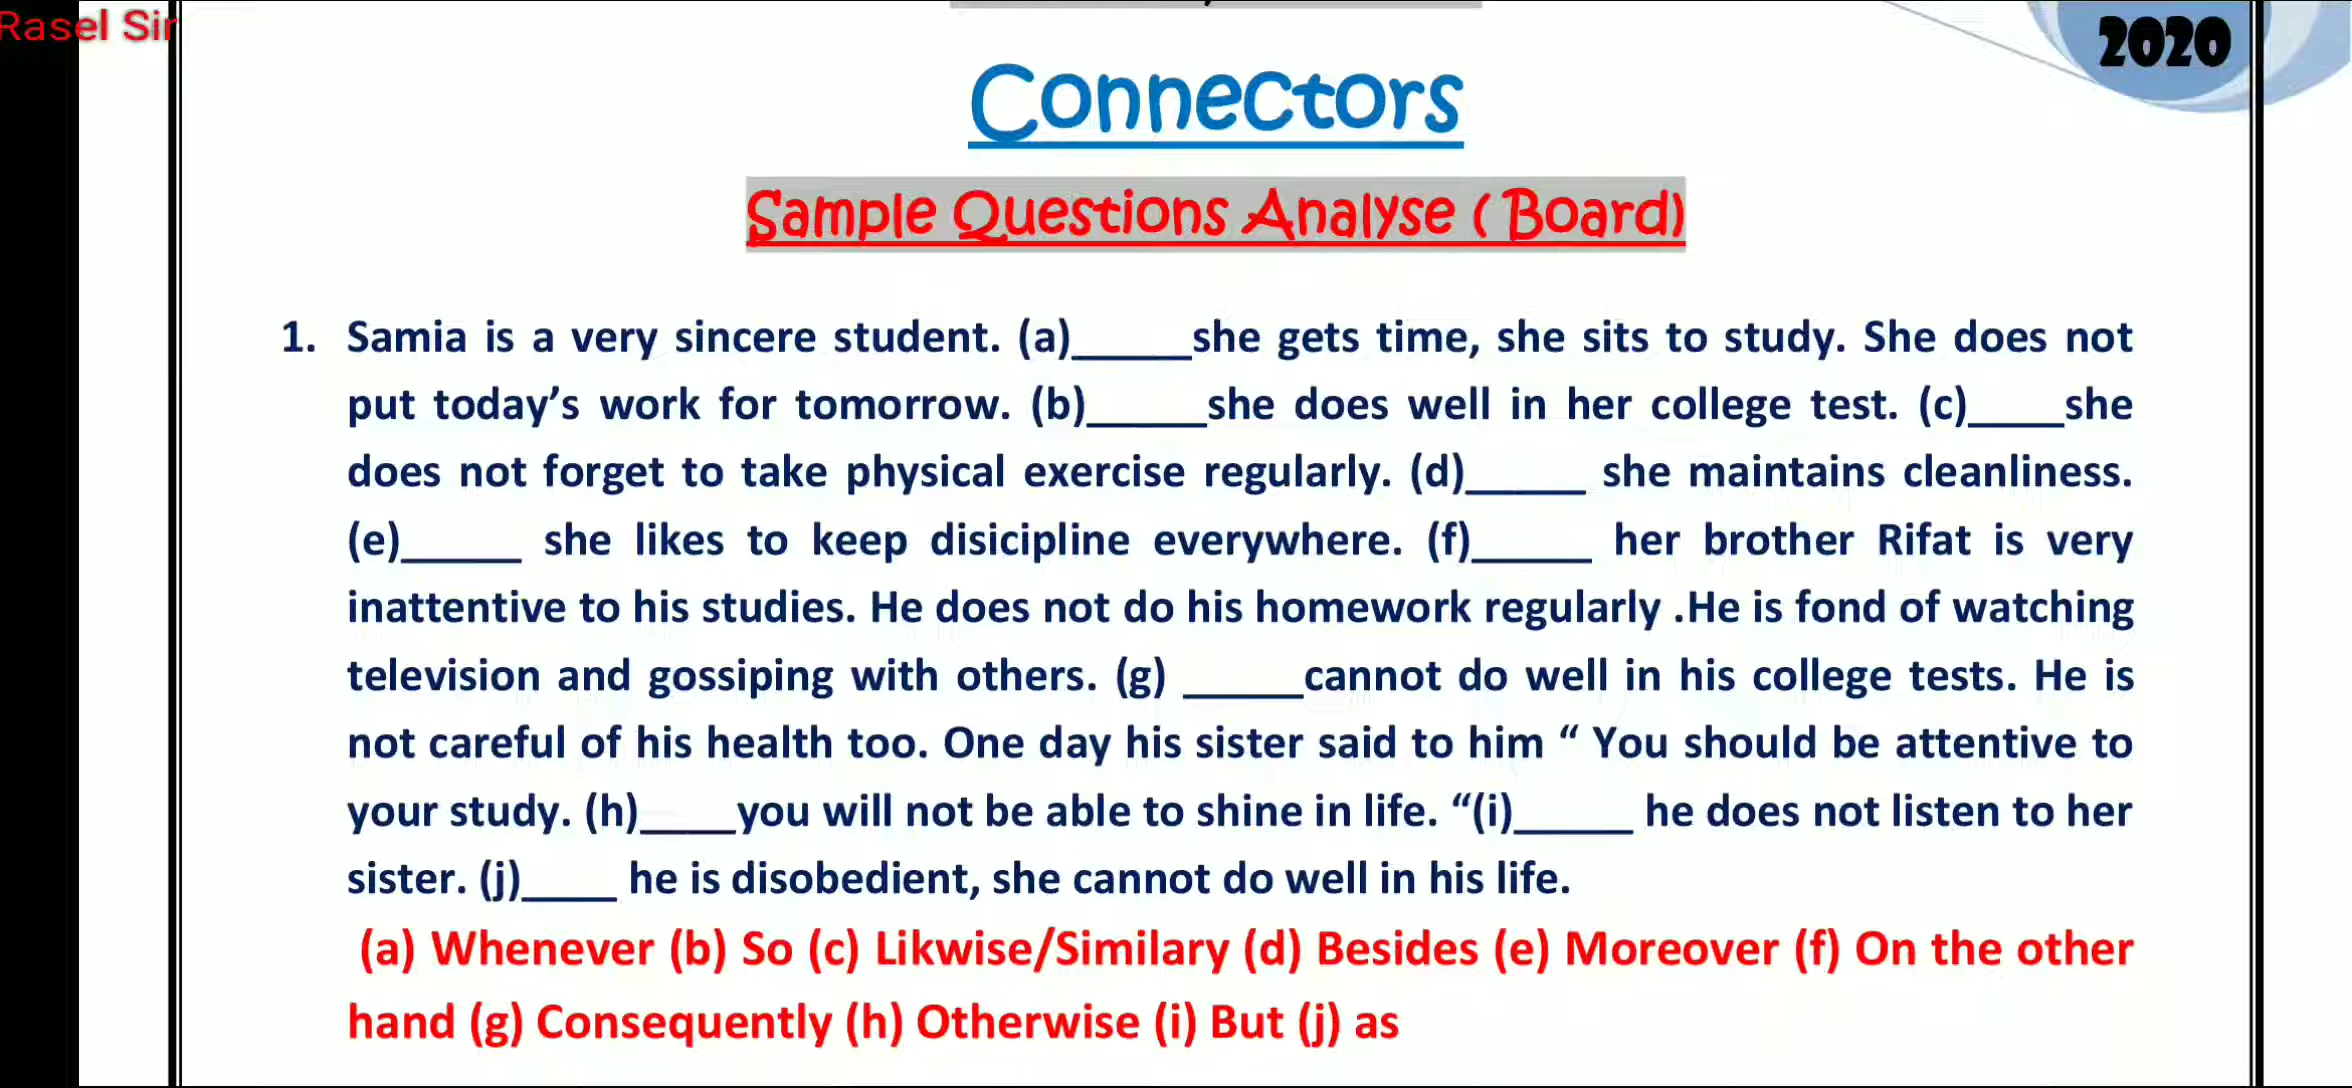 Rasel Sir
2020
Connectors
Sample Questions Analyse ( Board)
1. Samia is a very sincere student. (a)_____she gets time, she sits to study. She does not
put today’s work for tomorrow. (b)_____she does well in her college test. (c)____she
does not forget to take physical exercise regularly. (d)_____ she maintains cleanliness.
(e)_____ she likes to keep disicipline everywhere. (f)_____ her brother Rifat is very
inattentive to his studies. He does not do his homework regularly .He is fond of watching
television and gossiping with others. (g) _____cannot do well in his college tests. He is
not careful of his health too. One day his sister said to him “ You should be attentive to
your study. (h)____you will not be able to shine in life. “(i)_____ he does not listen to her
sister. (j)____ he is disobedient, she cannot do well in his life.
(a) Whenever (b) So (c) Likwise/Similary (d) Besides (e) Moreover (f) On the other
hand (g) Consequently (h) Otherwise (i) But (j) as